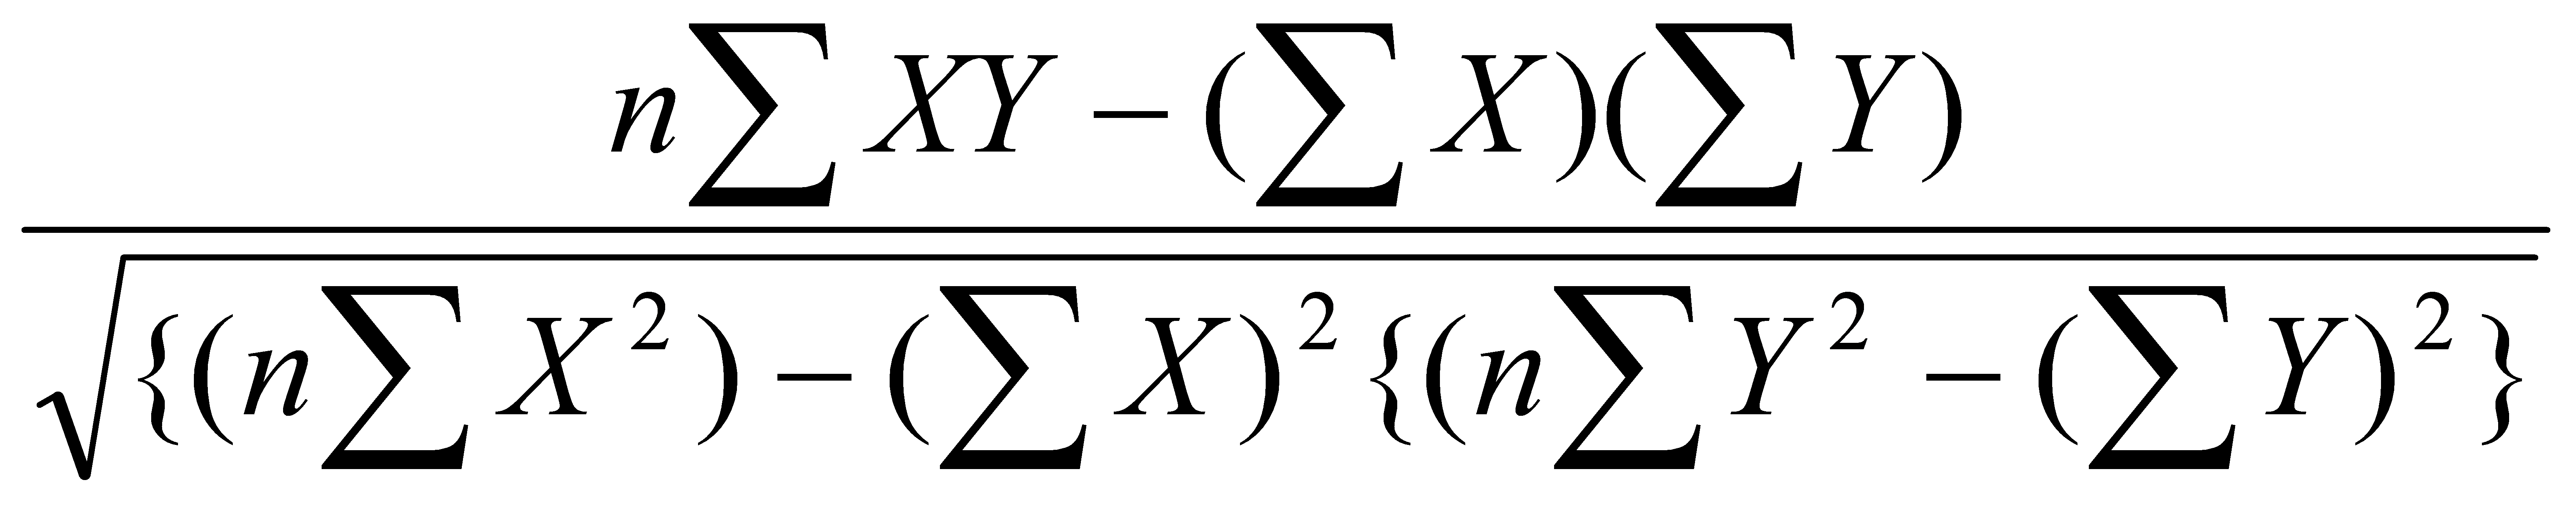 n∑XY − (∑X)(∑Y)
√{(n∑X²) − (∑X)²{(n∑Y² − (∑Y)²}